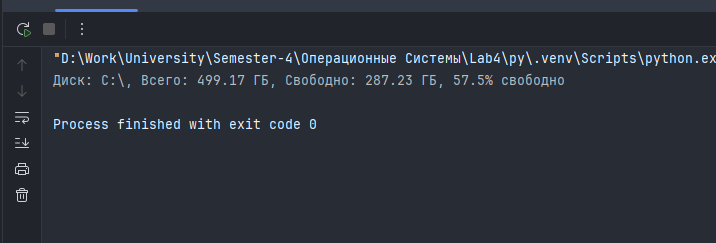 "D:\Work\University\Semester-4\Операционные Системы\Lab4\py\.venv\Scripts\python.ex
Диск: C:\, Всего: 499.17 ГБ, Свободно: 287.23 ГБ, 57.5% свободно
Process finished with exit code 0